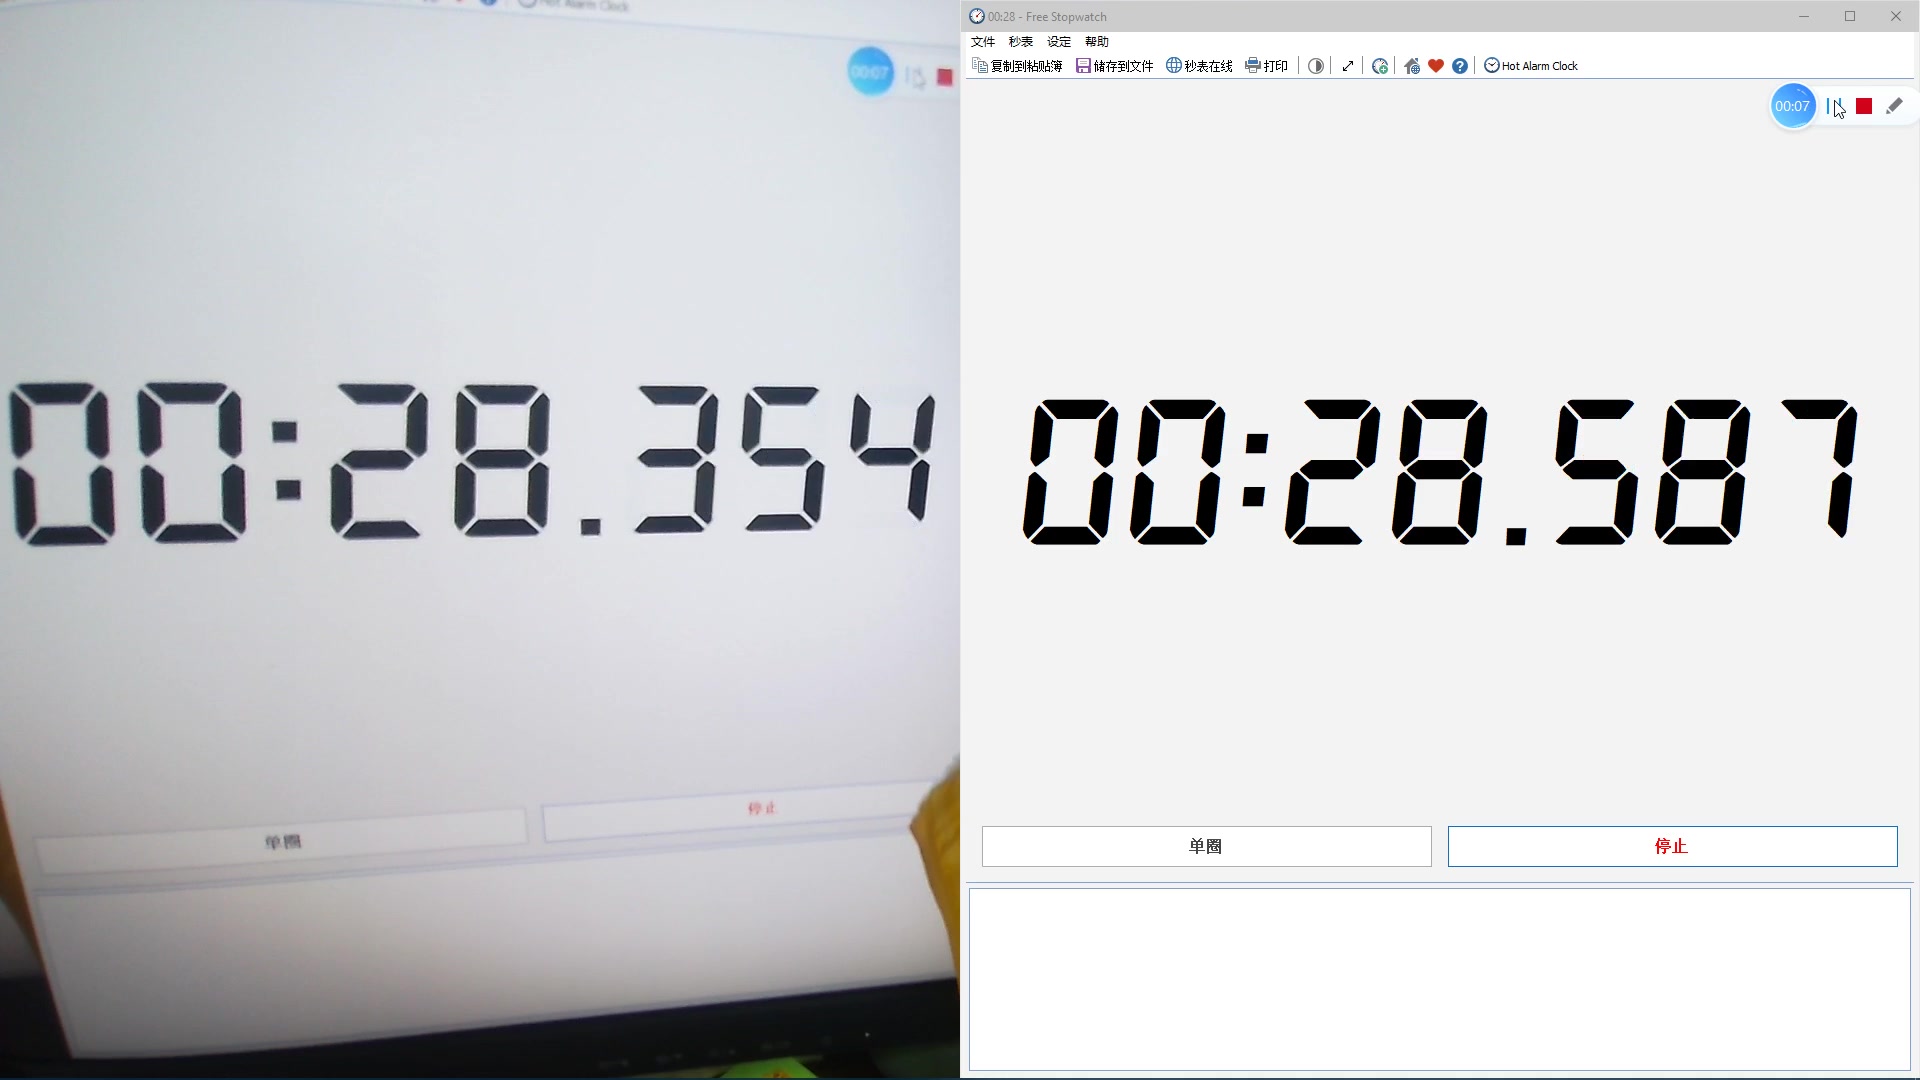 Hot Alarm Clock
00:07
00:28.354
单圈
停止
00:28 - Free Stopwatch
文件 秒表 设定 帮助
复制到粘贴簿 储存到文件 秒表在线 打印 Hot Alarm Clock
00:07
00:28.587
单圈
停止